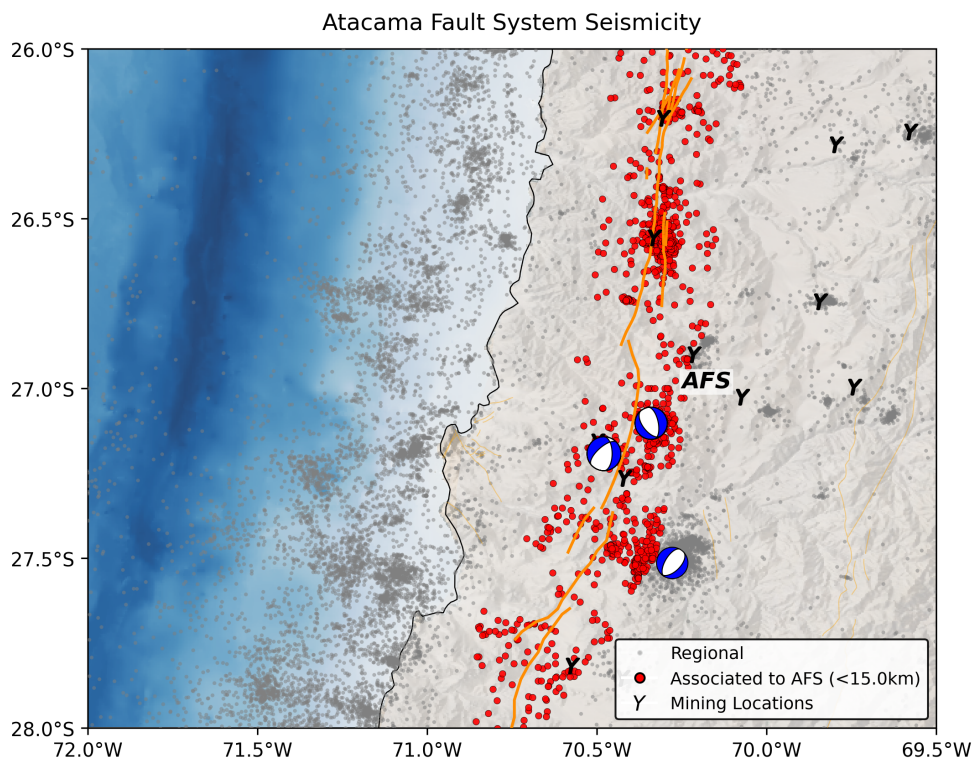 Atacama Fault System Seismicity
26.0°S
26.5°S
27.0°S
27.5°S
28.0°S
Y
Y
Y
Y
Y
Y
AFS
Y
Y
Y
Y
Regional
Associated to AFS (<15.0km)
Y Mining Locations
72.0°W 71.5°W 71.0°W 70.5°W 70.0°W 69.5°W